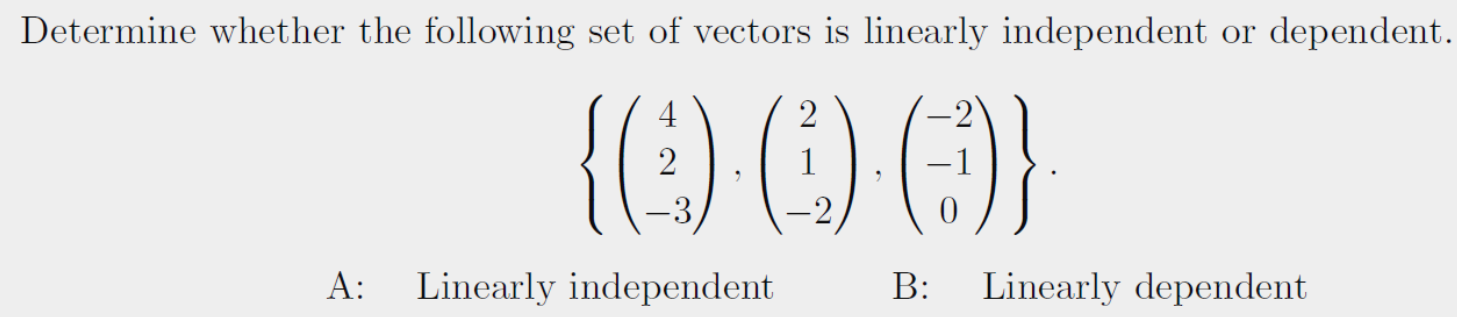 Determine whether the following set of vectors is linearly independent or dependent.
{(4 2 −3), (2 1 −2), (−2 −1 0)}.
A: Linearly independent B: Linearly dependent